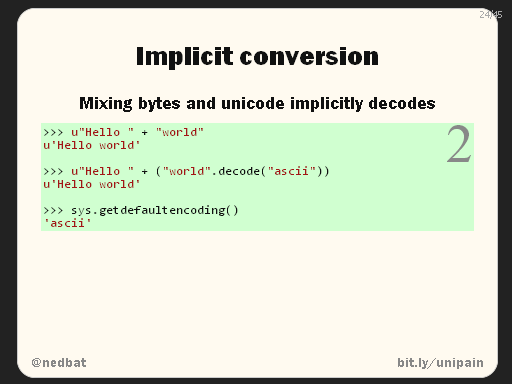 24/45
Implicit conversion
Mixing bytes and unicode implicitly decodes
2
>>> u"Hello " + "world"
u'Hello world'
>>> u"Hello " + ("world".decode("ascii"))
u'Hello world'
>>> sys.getdefaultencoding()
'ascii'
@nedbat
bit.ly/unipain